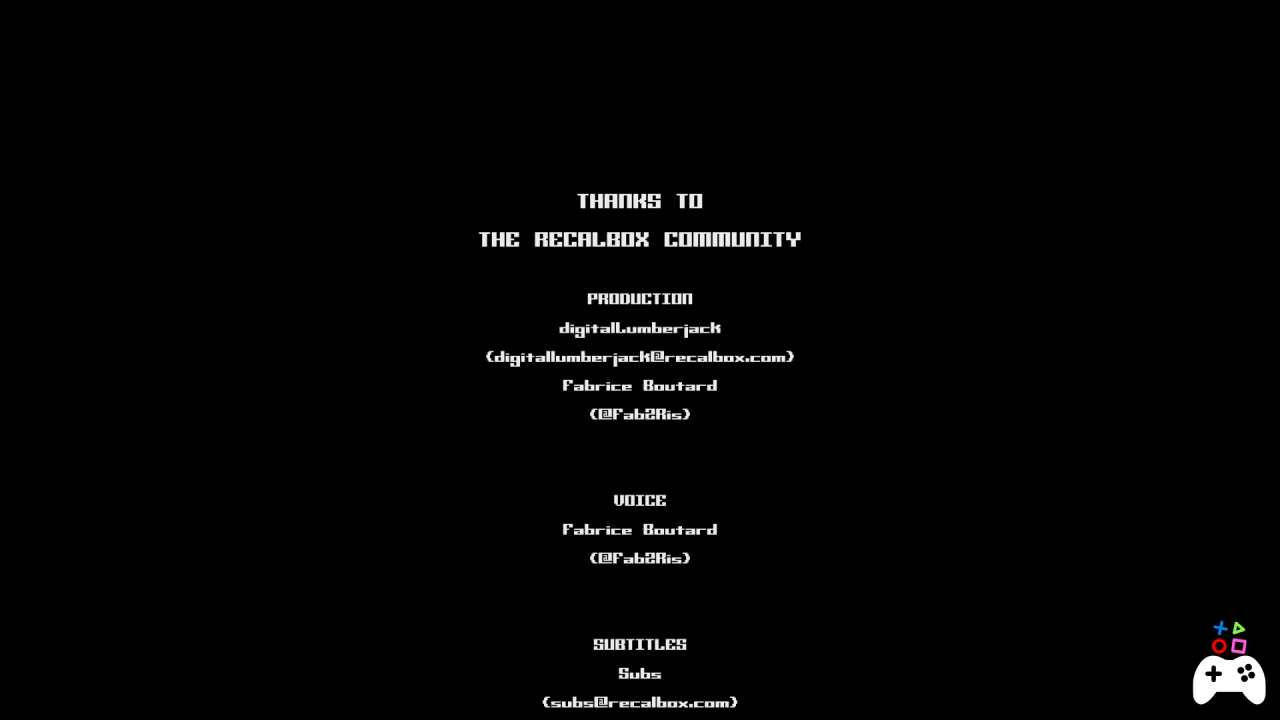 THANKS TO
THE RECALBOX COMMUNITY
PRODUCTION
digitalLumberjack
(digitallumberjack@recalbox.com)
Fabrice Boutard
(@Fab2Ris)
VOICE
Fabrice Boutard
(@Fab2Ris)
SUBTITLES
Subs
(subs@recalbox.com)